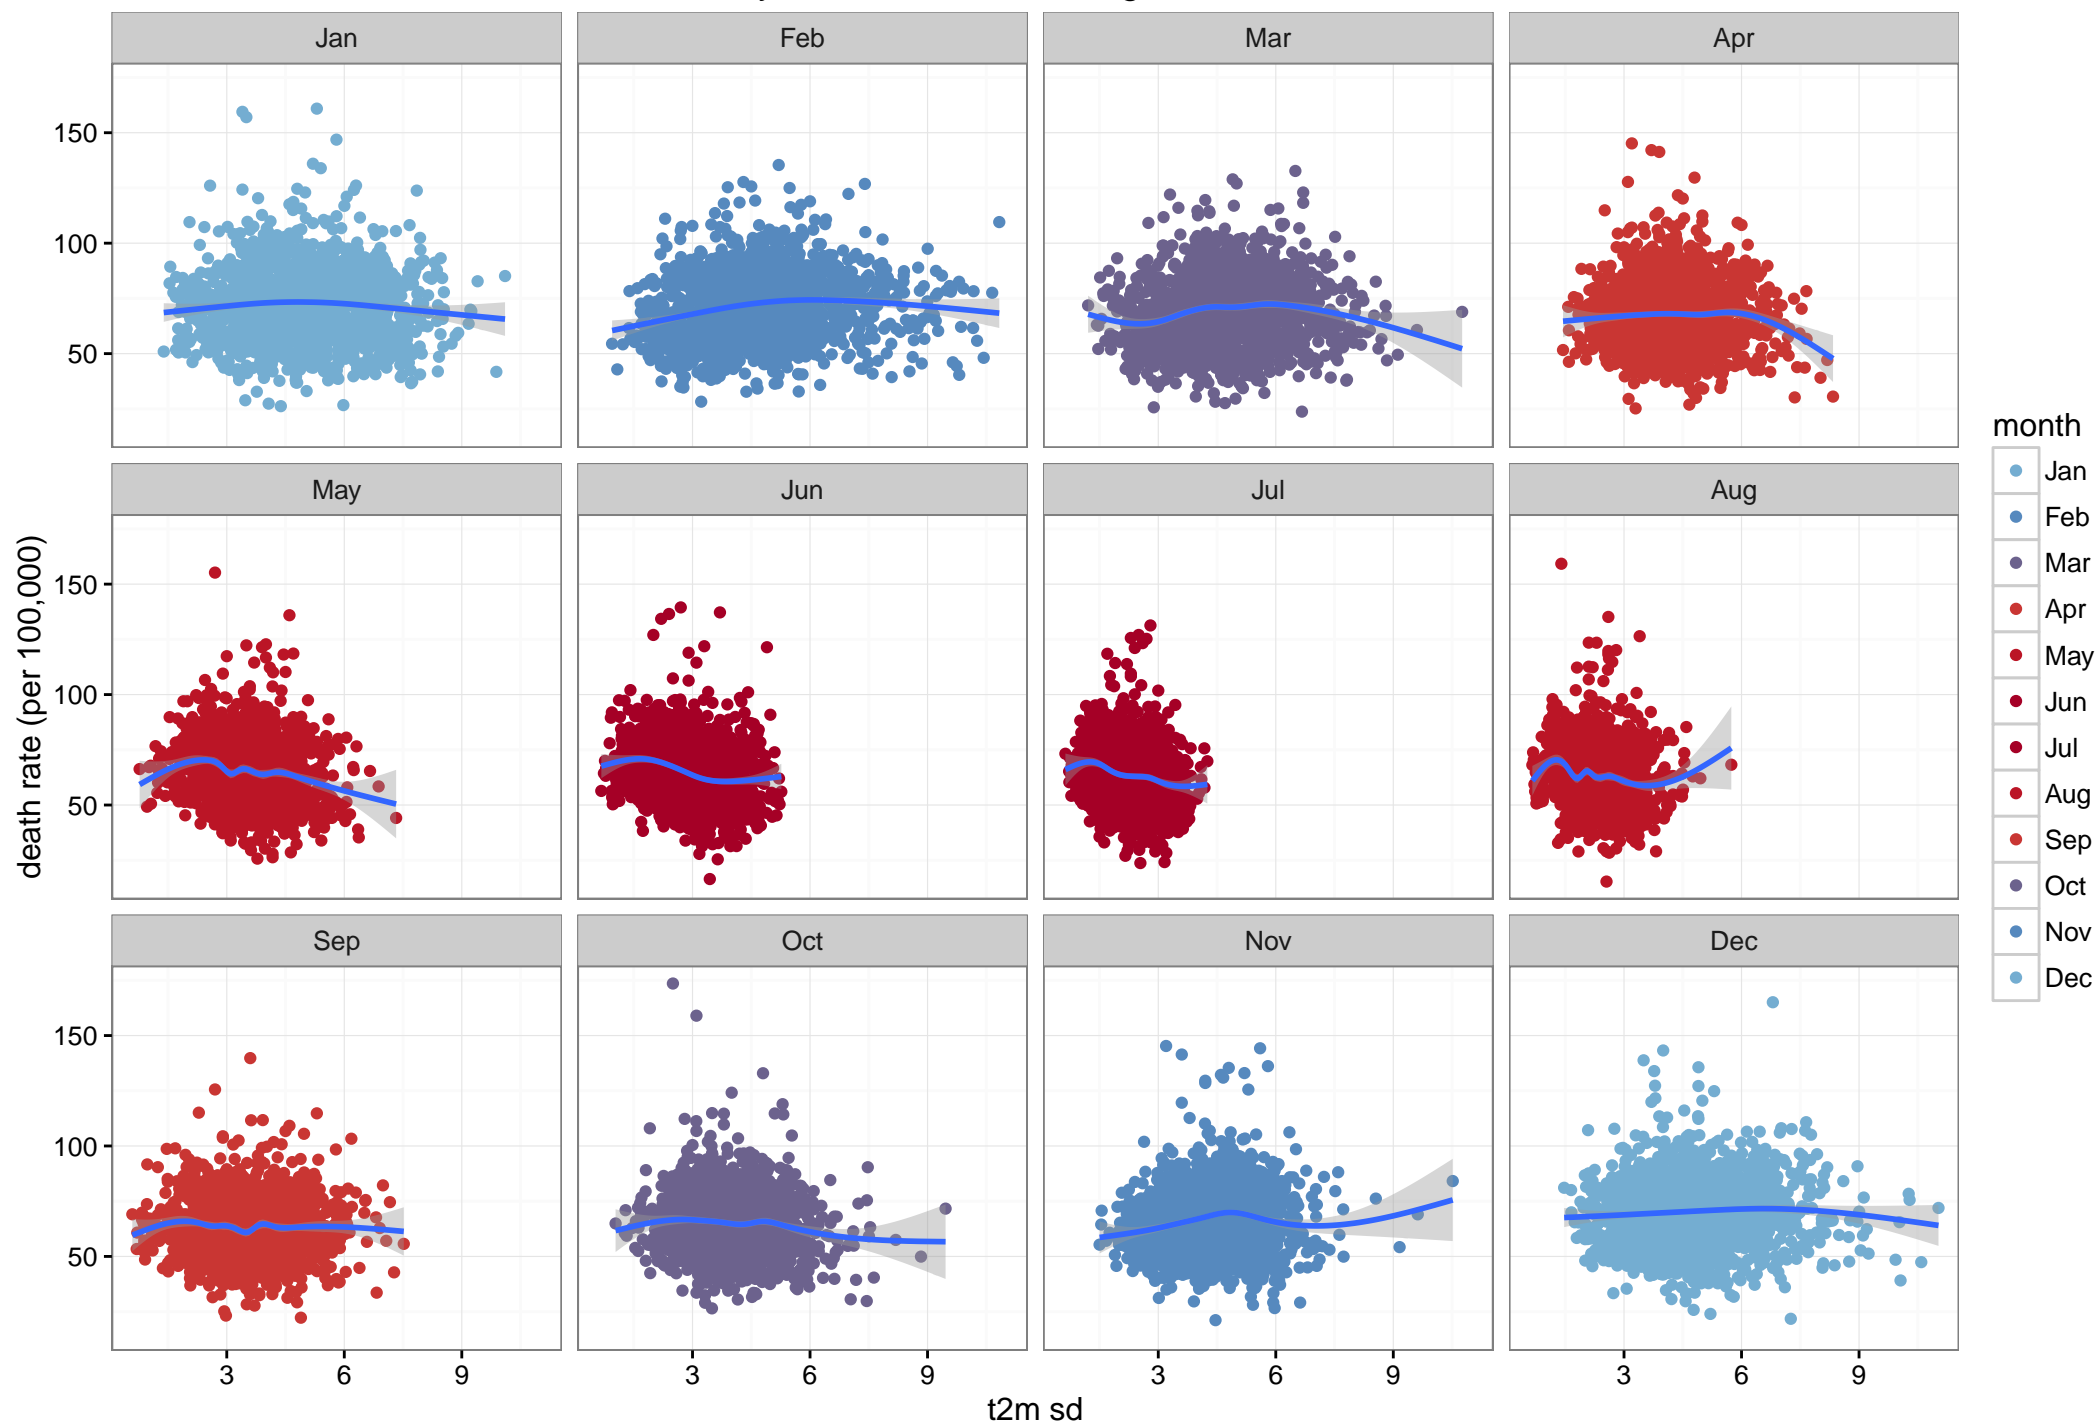 Jan Feb Mar Apr
150
100
50
May Jun Jul Aug
150
100
50
Sep Oct Nov Dec
150
100
50
3 6 9 3 6 9 3 6 9 3 6 9
t2m sd
death rate (per 100,000)
month
Jan
Feb
Mar
Apr
May
Jun
Jul
Aug
Sep
Oct
Nov
Dec